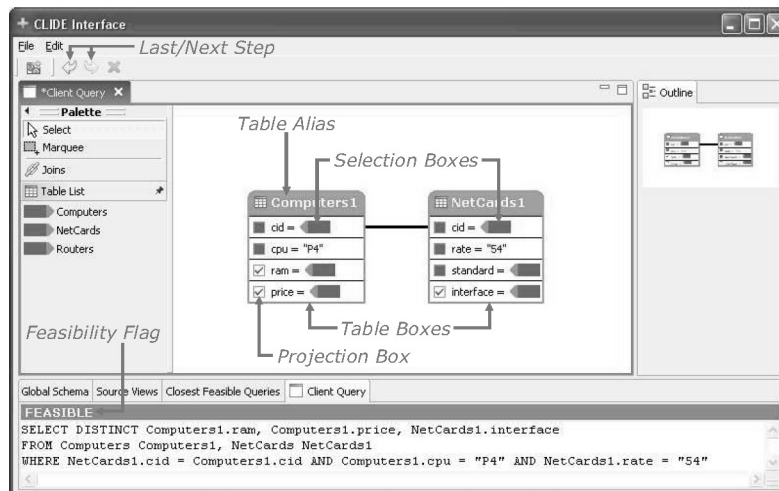 CLIDE Interface
File Edit
Last/Next Step
*Client Query
Outline
Palette
Select
Marquee
Joins
Table List
Computers
NetCards
Routers
Table Alias
Selection Boxes
Computers1
cid =
cpu = "P4"
ram =
price =
NetCards1
cid =
rate = "54"
standard =
interface =
Table Boxes
Projection Box
Feasibility Flag
Global Schema Source Views Closest Feasible Queries Client Query
FEASIBLE
SELECT DISTINCT Computers1.ram, Computers1.price, NetCards1.interface
FROM Computers Computers1, NetCards NetCards1
WHERE NetCards1.cid = Computers1.cid AND Computers1.cpu = "P4" AND NetCards1.rate = "54"